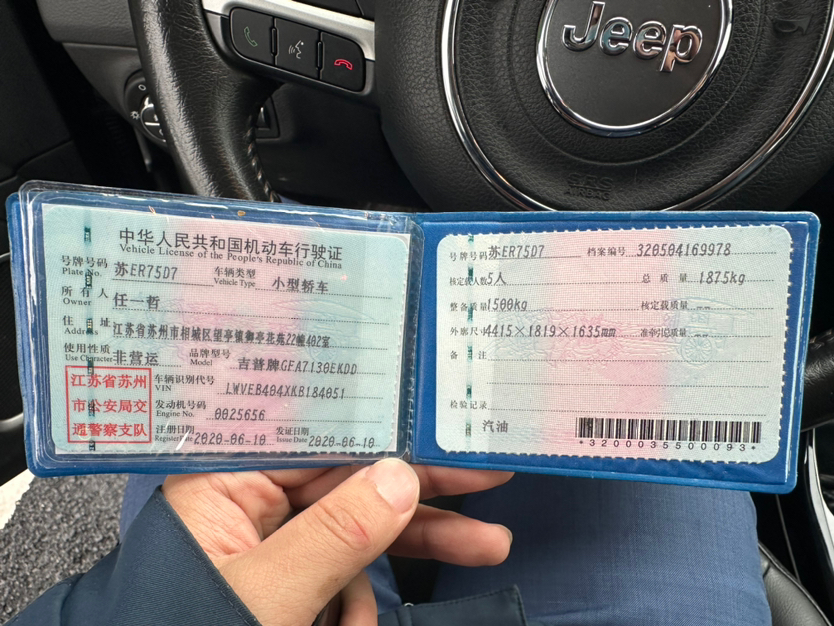 Jeep
SRS
AIRBAG
中华人民共和国机动车行驶证
Vehicle License of the People's Republic of China
号牌号码 苏ER75D7 车辆类型 小型轿车
Plate No. Vehicle Type
所有人 任一哲
Owner
住址 江苏省苏州市相城区望亭镇御亭花苑22幢402室
Address
使用性质 非营运 品牌型号 吉普牌GFA7130EKDD
Use Character Model
江苏省苏州
市公安局交
通警察支队
车辆识别代号 LWVEB404XKB184051
VIN
发动机号码 0025656
Engine No.
注册日期 2020-06-10 发证日期 2020-06-10
Register Date Issue Date
号牌号码 苏ER75D7 档案编号 320504169978
核定载人数 5人 总质量 1875kg
整备质量 1500kg 核定载质量 --
外廓尺寸 4415×1819×1635mm 准牵引总质量 --
备注
检验记录
汽油
*3200035500093*